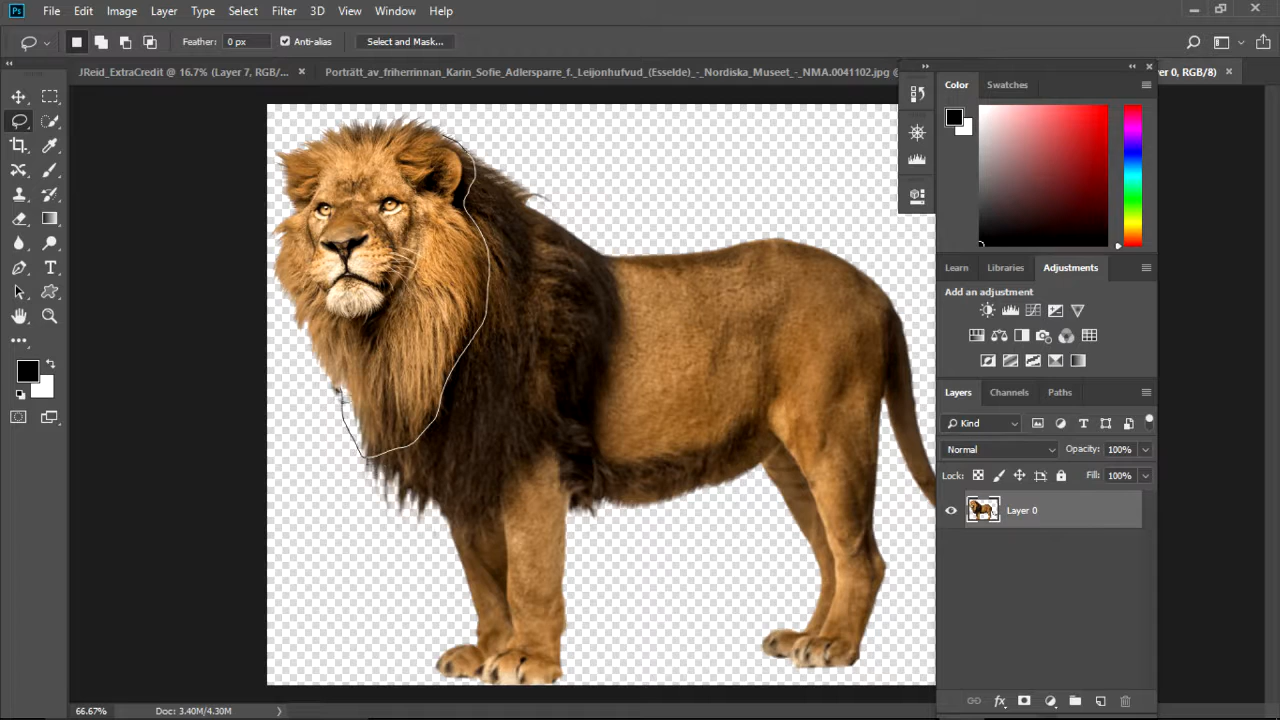 Ps File Edit Image Layer Type Select Filter 3D View Window Help
Feather: 0 px Anti-alias Select and Mask...
JReid_ExtraCredit @ 16.7% (Layer 7, RGB/... × Porträtt_av_friherrinnan_Karin_Sofie_Adlersparre_f._Leijonhufvud_(Esselde)_-_Nordiska_Museet_-_NMA.0041102.jpg @ er 0, RGB/8) ×
Color Swatches
Learn Libraries Adjustments
Add an adjustment
Layers Channels Paths
Kind
Normal Opacity: 100%
Lock: Fill: 100%
Layer 0
66.67% Doc: 3.40M/4.30M